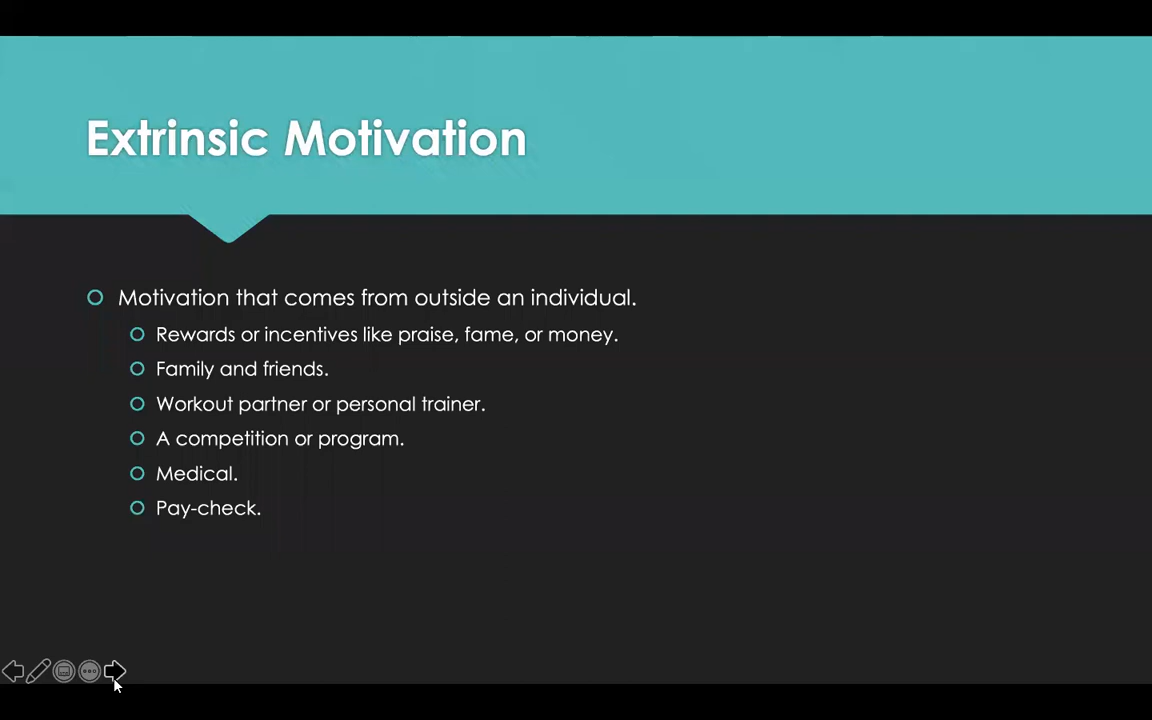 Extrinsic Motivation
Motivation that comes from outside an individual.
Rewards or incentives like praise, fame, or money.
Family and friends.
Workout partner or personal trainer.
A competition or program.
Medical.
Pay-check.